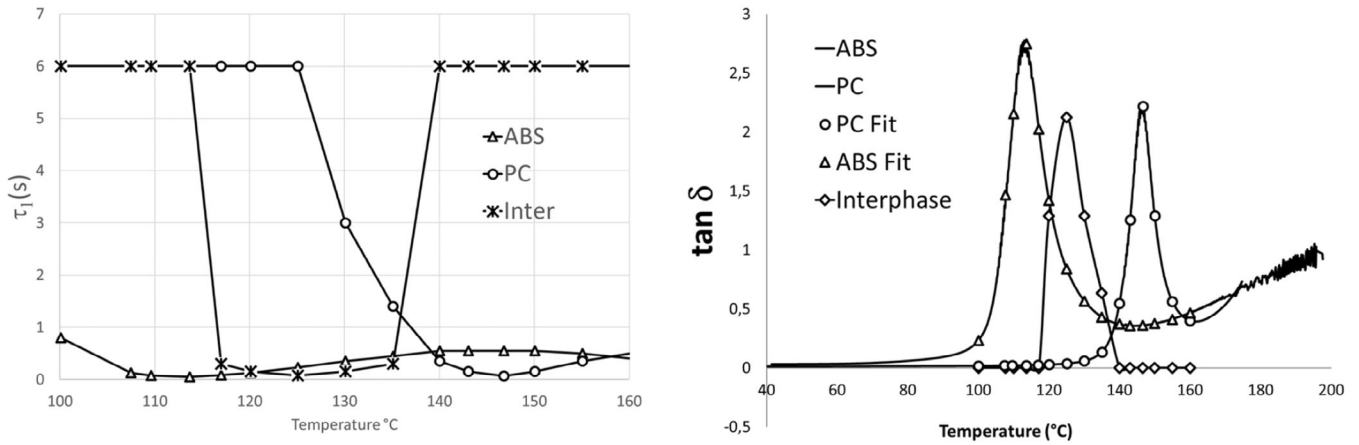 7
6
5
4
3
2
1
0
τ₁(s)
ABS
PC
Inter
100 110 120 130 140 150 160
Temperature °C
3
2,5
2
1,5
1
0,5
0
-0,5
tan δ
ABS
PC
PC Fit
ABS Fit
Interphase
40 60 80 100 120 140 160 180 200
Temperature (°C)